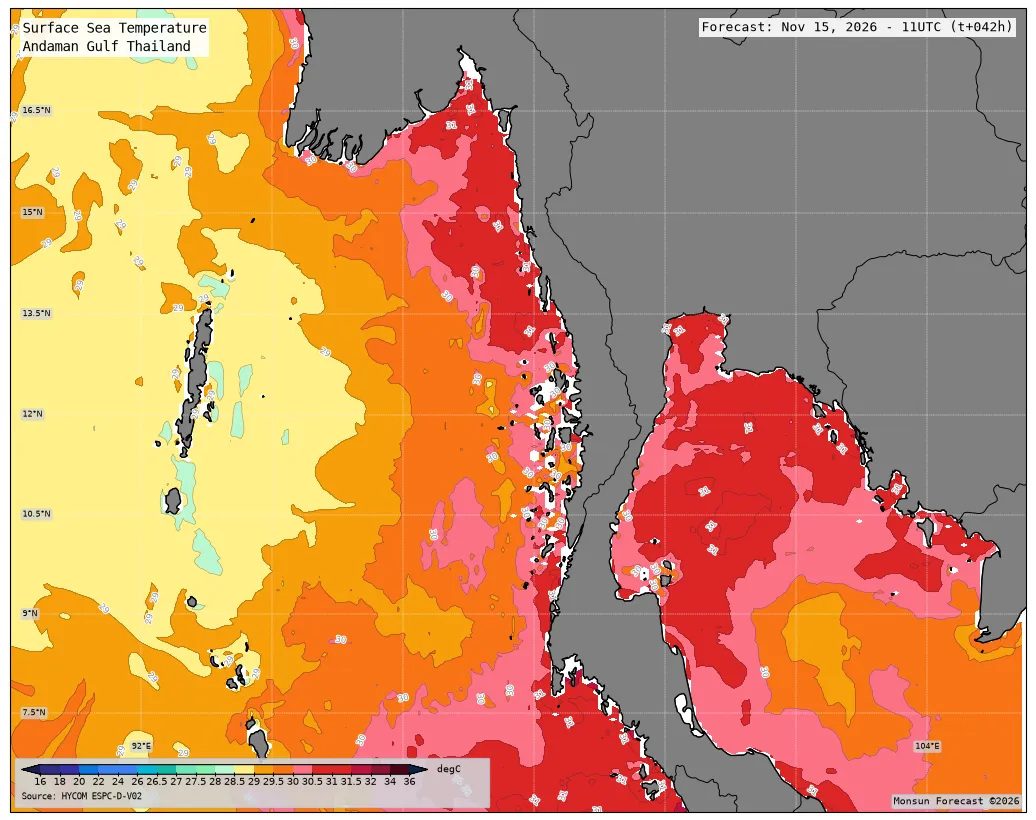 Surface Sea Temperature
Andaman Gulf Thailand
Forecast: Nov 15, 2026 - 11UTC (t+042h)
16.5°N
15°N
13.5°N
12°N
10.5°N
9°N
7.5°N
92°E
104°E
degC
16 18 20 22 24 26.5 27 27.5 28 28.5 29 29.5 30 30.5 31 31.5 32 33 34 36
Source: HYCOM ESPC-D-V02
Monsun Forecast ©2026